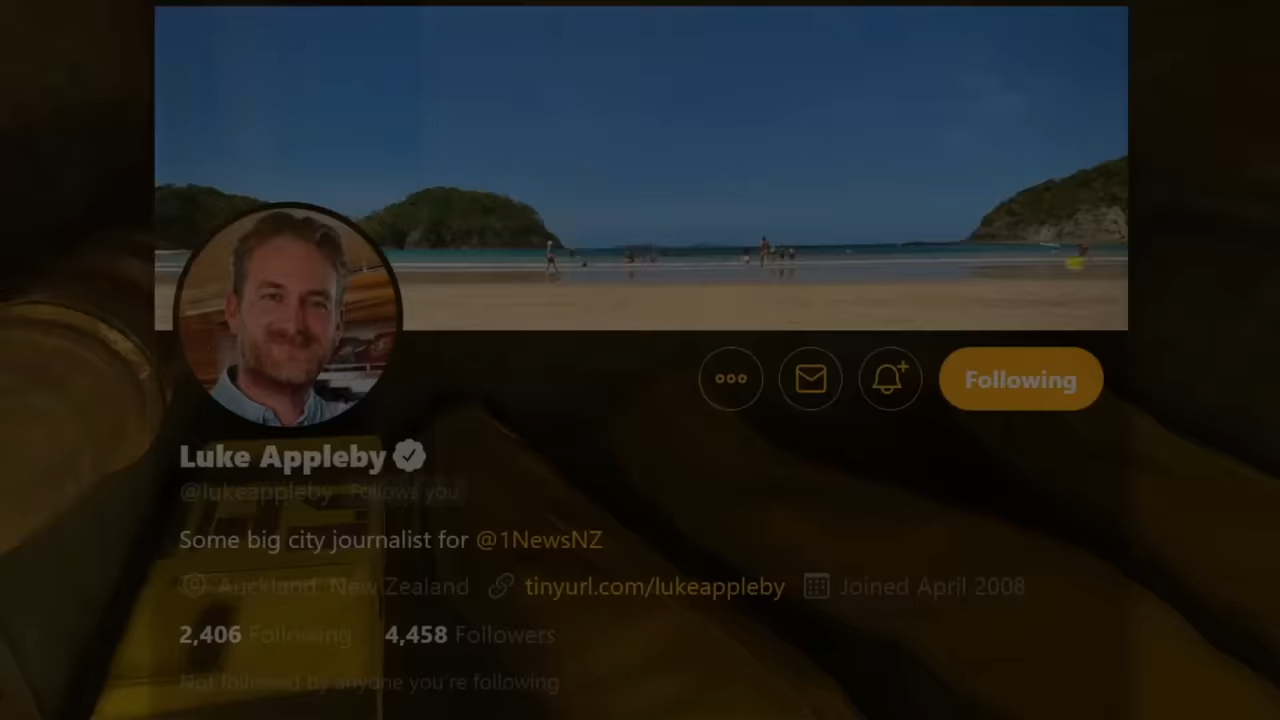 Following
Luke Appleby
@lukeappleby Follows you
Some big city journalist for @1NewsNZ
Auckland, New Zealand tinyurl.com/lukeappleby Joined April 2008
2,406 Following 4,458 Followers
Not followed by anyone you're following